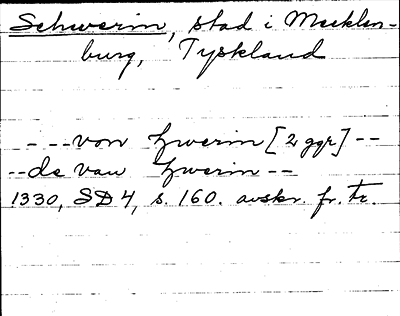 Schwerin, stad i Mecklen-
burg, Tyskland
---von Zwerin [2 ggr]--
--de van Zwerin--
1330, SD 4, s. 160. avskr. fr. tr.